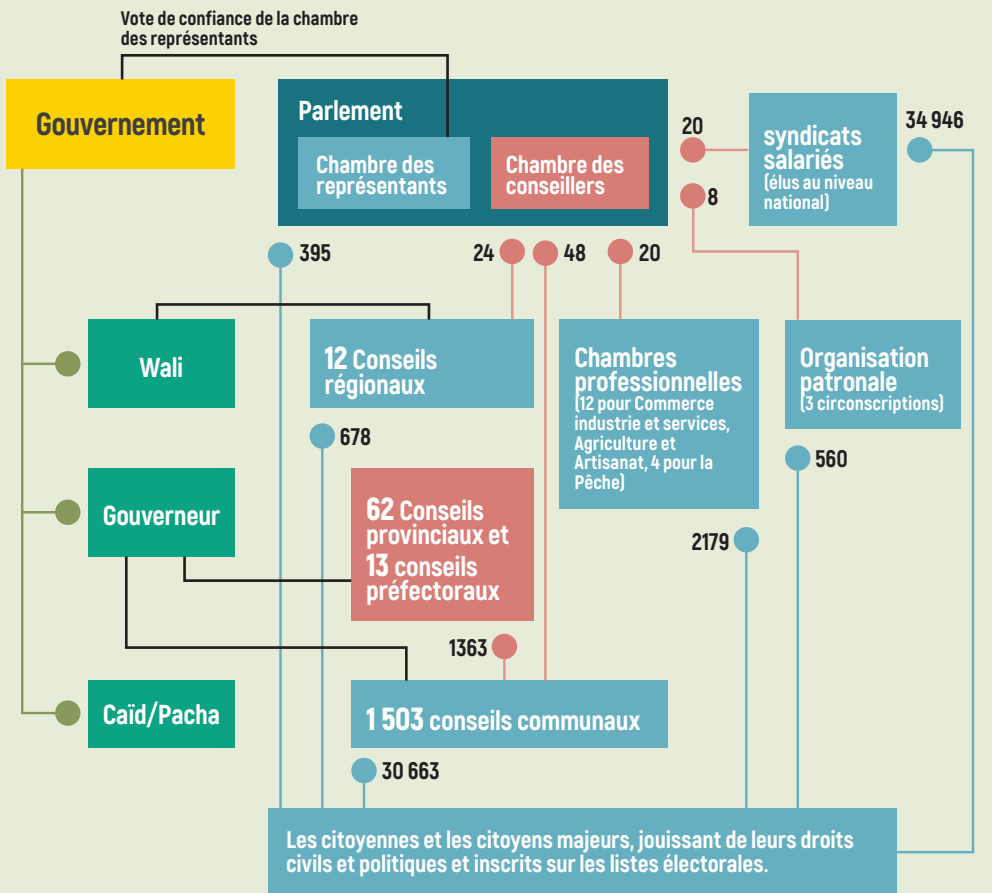 Vote de confiance de la chambre
des représentants
Gouvernement
Parlement
Chambre des
représentants
Chambre des
conseillers
20
8
syndicats
salariés
(élus au niveau
national)
34 946
395
24
48
20
Wali
12 Conseils
régionaux
Chambres
professionnelles
(12 pour Commerce
industrie et services,
Agriculture et
Artisanat, 4 pour la
Pêche)
Organisation
patronale
(3 circonscriptions)
678
560
Gouverneur
62 Conseils
provinciaux et
13 conseils
préfectoraux
2179
1363
Caïd/Pacha
1 503 conseils communaux
30 663
Les citoyennes et les citoyens majeurs, jouissant de leurs droits
civils et politiques et inscrits sur les listes électorales.